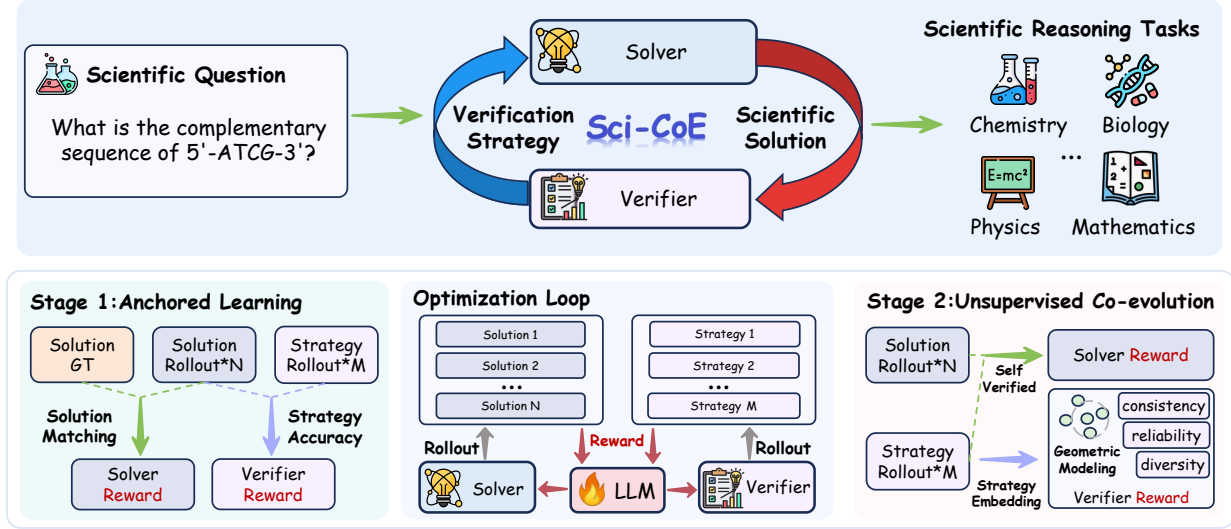 Scientific Question
What is the complementary
sequence of 5'-ATCG-3'?
Solver
Verification
Strategy
Sci-CoE
Scientific
Solution
Verifier
Scientific Reasoning Tasks
Chemistry
Biology
...
E=mc²
1 +
2 =
Physics
Mathematics
Stage 1:Anchored Learning
Solution
GT
Solution
Rollout*N
Strategy
Rollout*M
Solution
Matching
Strategy
Accuracy
Solver
Reward
Verifier
Reward
Optimization Loop
Solution 1
Solution 2
...
Solution N
Strategy 1
Strategy 2
...
Strategy M
Rollout
Reward
Rollout
Solver
LLM
Verifier
Stage 2:Unsupervised Co-evolution
Solution
Rollout*N
Self
Verified
Solver Reward
Strategy
Rollout*M
Strategy
Embedding
Geometric
Modeling
consistency
reliability
diversity
Verifier Reward